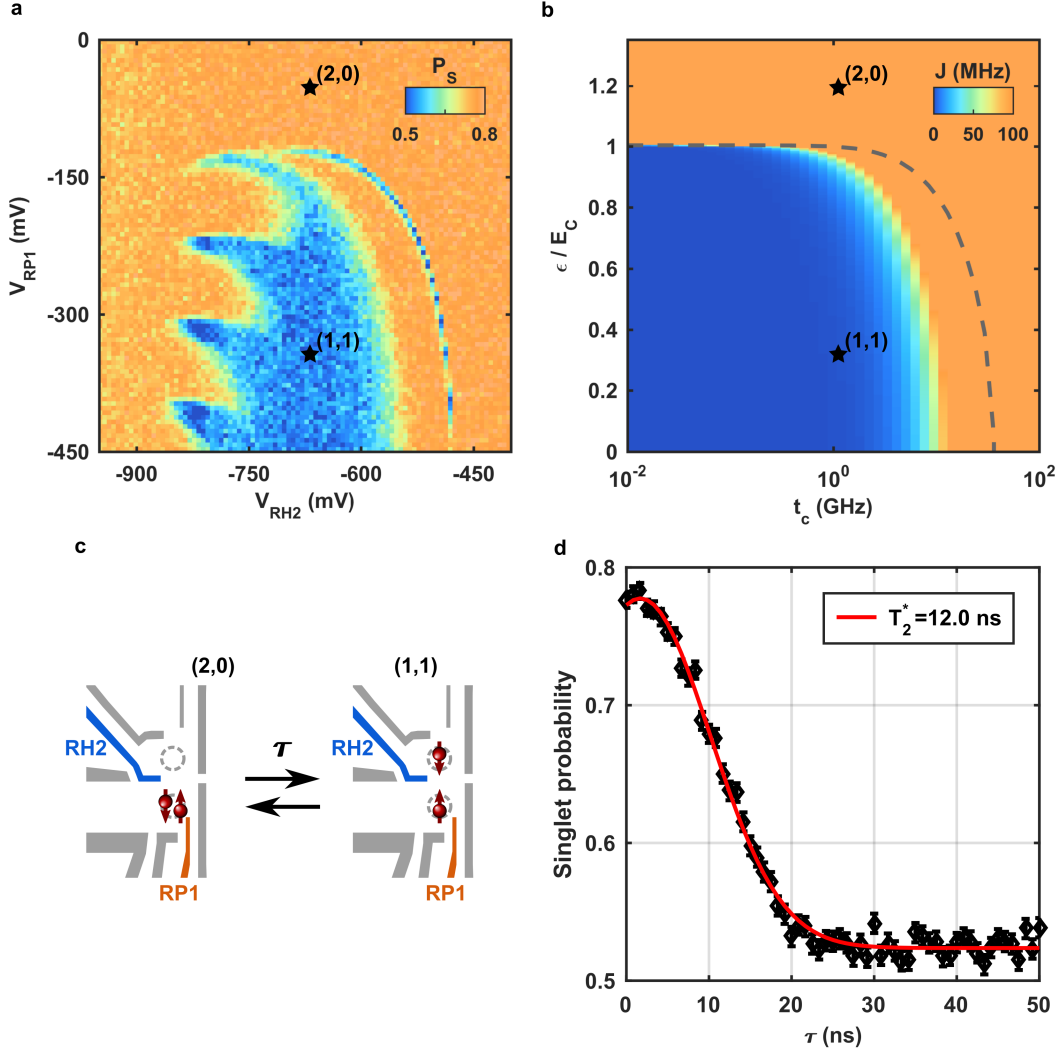 a
0
-150
-300
-450
V_RP1 (mV)
(2,0)
P_S
0.5 0.8
(1,1)
-900 -750 -600 -450
V_RH2 (mV)
b
1.2
1
0.8
0.6
0.4
0.2
0
ϵ / E_C
(2,0)
J (MHz)
0 50 100
(1,1)
10^-2 10^0 10^2
t_c (GHz)
c
(2,0) (1,1)
RH2 τ RH2
RP1 RP1
d
0.8
0.7
0.6
0.5
Singlet probability
T_2^*=12.0 ns
0 10 20 30 40 50
τ (ns)